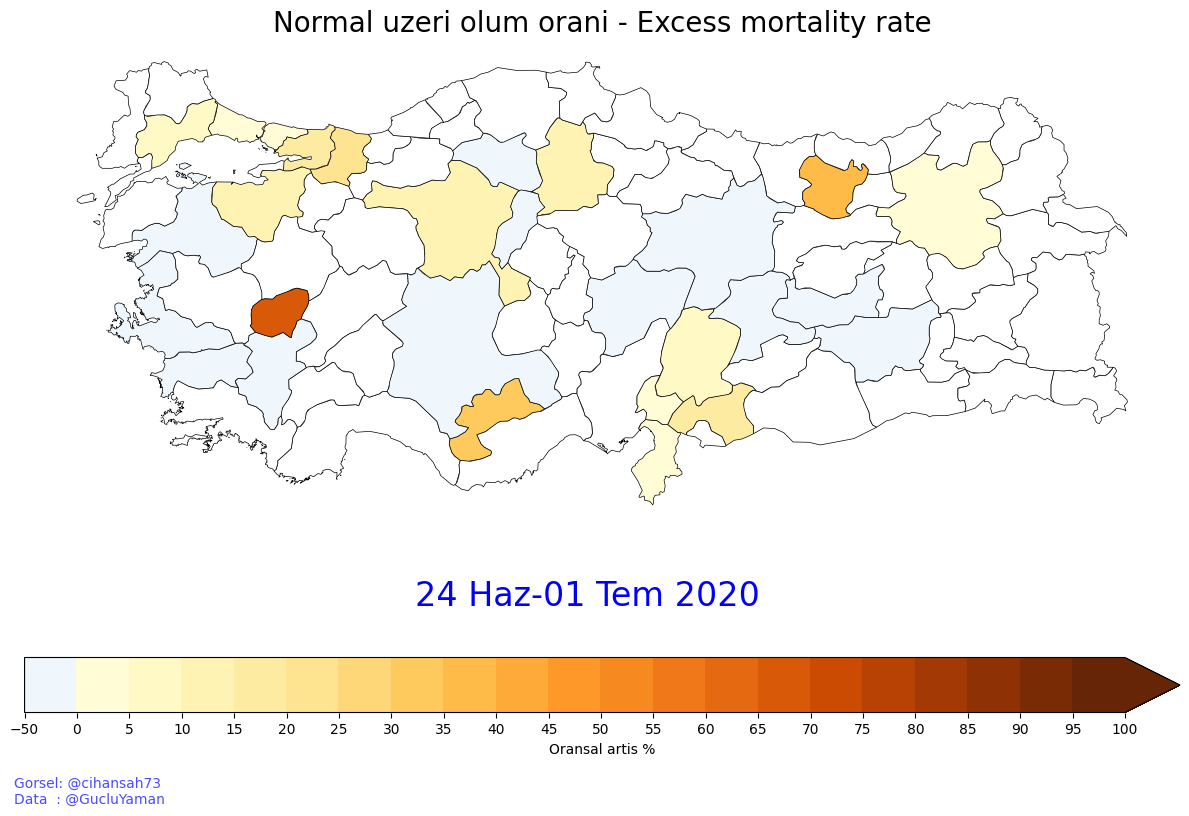 Normal uzeri olum orani - Excess mortality rate
24 Haz-01 Tem 2020
−50 0 5 10 15 20 25 30 35 40 45 50 55 60 65 70 75 80 85 90 95 100
Oransal artis %
Gorsel: @cihansah73
Data  : @GucluYaman